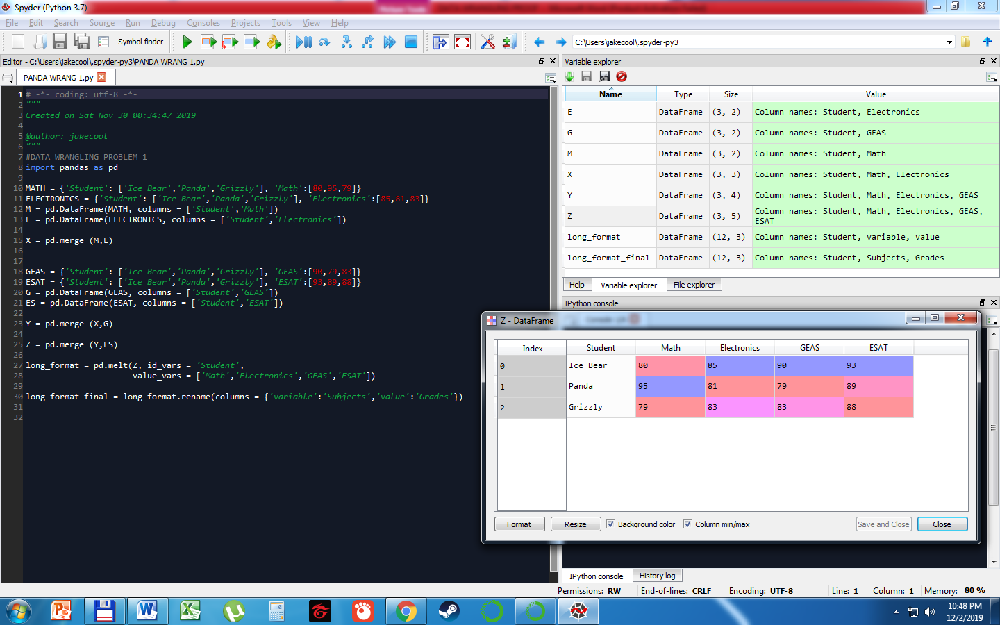 Spyder (Python 3.7)
File Edit Search Source Run Debug Consoles Projects Tools View Help
Symbol finder
C:\Users\jakecool\.spyder-py3
Editor - C:\Users\jakecool\.spyder-py3\PANDA WRANG 1.py
PANDA WRANG 1.py
1 # -*- coding: utf-8 -*-
2 """
3 Created on Sat Nov 30 00:34:47 2019
4
5 @author: jakecool
6 """
7 #DATA WRANGLING PROBLEM 1
8 import pandas as pd
9
10 MATH = {'Student': ['Ice Bear','Panda','Grizzly'], 'Math':[80,95,79]}
11 ELECTRONICS = {'Student': ['Ice Bear','Panda','Grizzly'], 'Electronics':[85,81,83]}
12 M = pd.DataFrame(MATH, columns = ['Student','Math'])
13 E = pd.DataFrame(ELECTRONICS, columns = ['Student','Electronics'])
14
15 X = pd.merge (M,E)
16
17
18 GEAS = {'Student': ['Ice Bear','Panda','Grizzly'], 'GEAS':[90,79,83]}
19 ESAT = {'Student': ['Ice Bear','Panda','Grizzly'], 'ESAT':[93,89,88]}
20 G = pd.DataFrame(GEAS, columns = ['Student','GEAS'])
21 ES = pd.DataFrame(ESAT, columns = ['Student','ESAT'])
22
23 Y = pd.merge (X,G)
24
25 Z = pd.merge (Y,ES)
26
27 long_format = pd.melt(Z, id_vars = 'Student',
28 value_vars = ['Math','Electronics','GEAS','ESAT'])
29
30 long_format_final = long_format.rename(columns = {'variable':'Subjects','value':'Grades'})
31
32
Variable explorer
Name Type Size Value
E DataFrame (3, 2) Column names: Student, Electronics
G DataFrame (3, 2) Column names: Student, GEAS
M DataFrame (3, 2) Column names: Student, Math
X DataFrame (3, 3) Column names: Student, Math, Electronics
Y DataFrame (3, 4) Column names: Student, Math, Electronics, GEAS
Z DataFrame (3, 5) Column names: Student, Math, Electronics, GEAS,
ESAT
long_format DataFrame (12, 3) Column names: Student, variable, value
long_format_final DataFrame (12, 3) Column names: Student, Subjects, Grades
Help Variable explorer File explorer
IPython console
Z - DataFrame
Index Student Math Electronics GEAS ESAT
0 Ice Bear 80 85 90 93
1 Panda 95 81 79 89
2 Grizzly 79 83 83 88
Format Resize Background color Column min/max Save and Close Close
IPython console History log
Permissions: RW End-of-lines: CRLF Encoding: UTF-8 Line: 1 Column: 1 Memory: 80 %
10:48 PM
12/2/2019